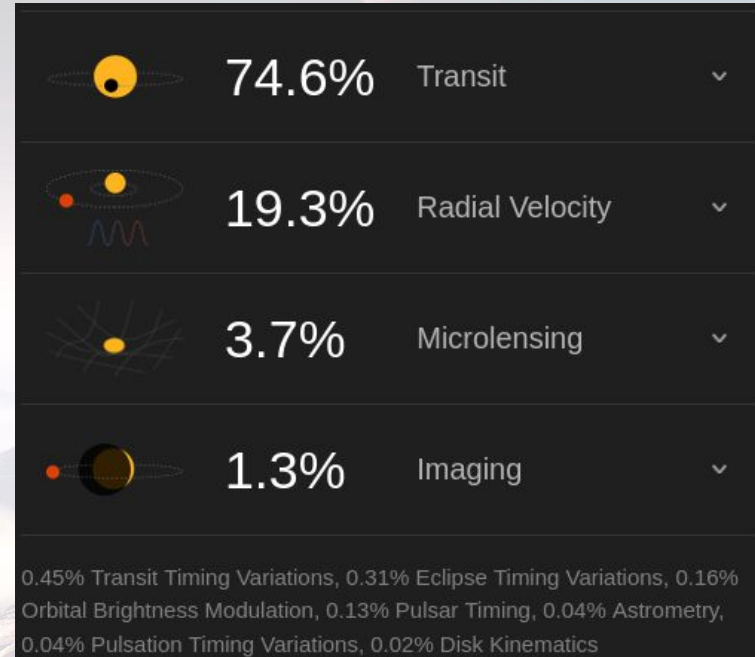 74.6% Transit
19.3% Radial Velocity
3.7% Microlensing
1.3% Imaging
0.45% Transit Timing Variations, 0.31% Eclipse Timing Variations, 0.16%
Orbital Brightness Modulation, 0.13% Pulsar Timing, 0.04% Astrometry,
0.04% Pulsation Timing Variations, 0.02% Disk Kinematics